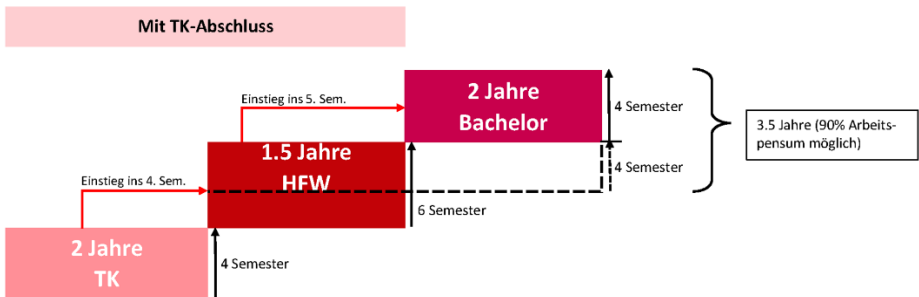 Mit TK-Abschluss
Einstieg ins 5. Sem.
2 Jahre
Bachelor
4 Semester
3.5 Jahre (90% Arbeits-
pensum möglich)
Einstieg ins 4. Sem.
1.5 Jahre
HFW
4 Semester
6 Semester
2 Jahre
TK
4 Semester